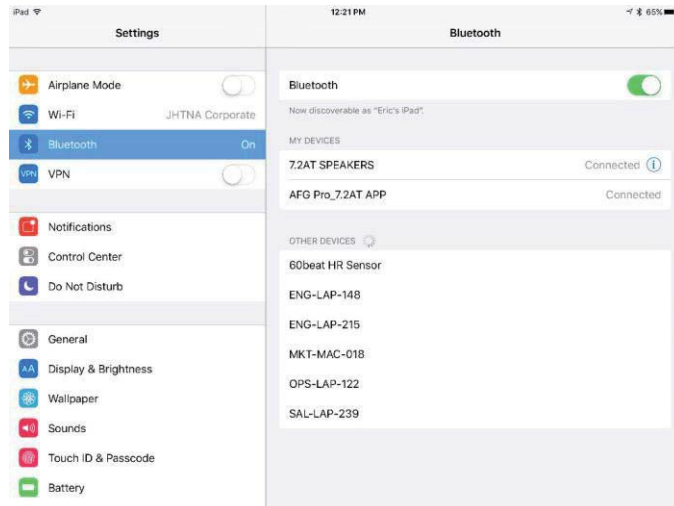 iPad 12:21 PM 65%
Settings
Bluetooth
Airplane Mode
Wi-Fi JHTNA Corporate
Bluetooth On
VPN VPN
Notifications
Control Center
Do Not Disturb
General
AA Display & Brightness
Wallpaper
Sounds
Touch ID & Passcode
Battery
Bluetooth
Now discoverable as "Eric's iPad".
MY DEVICES
7.2AT SPEAKERS Connected i
AFG Pro_7.2AT APP Connected
OTHER DEVICES
60beat HR Sensor
ENG-LAP-148
ENG-LAP-215
MKT-MAC-018
OPS-LAP-122
SAL-LAP-239